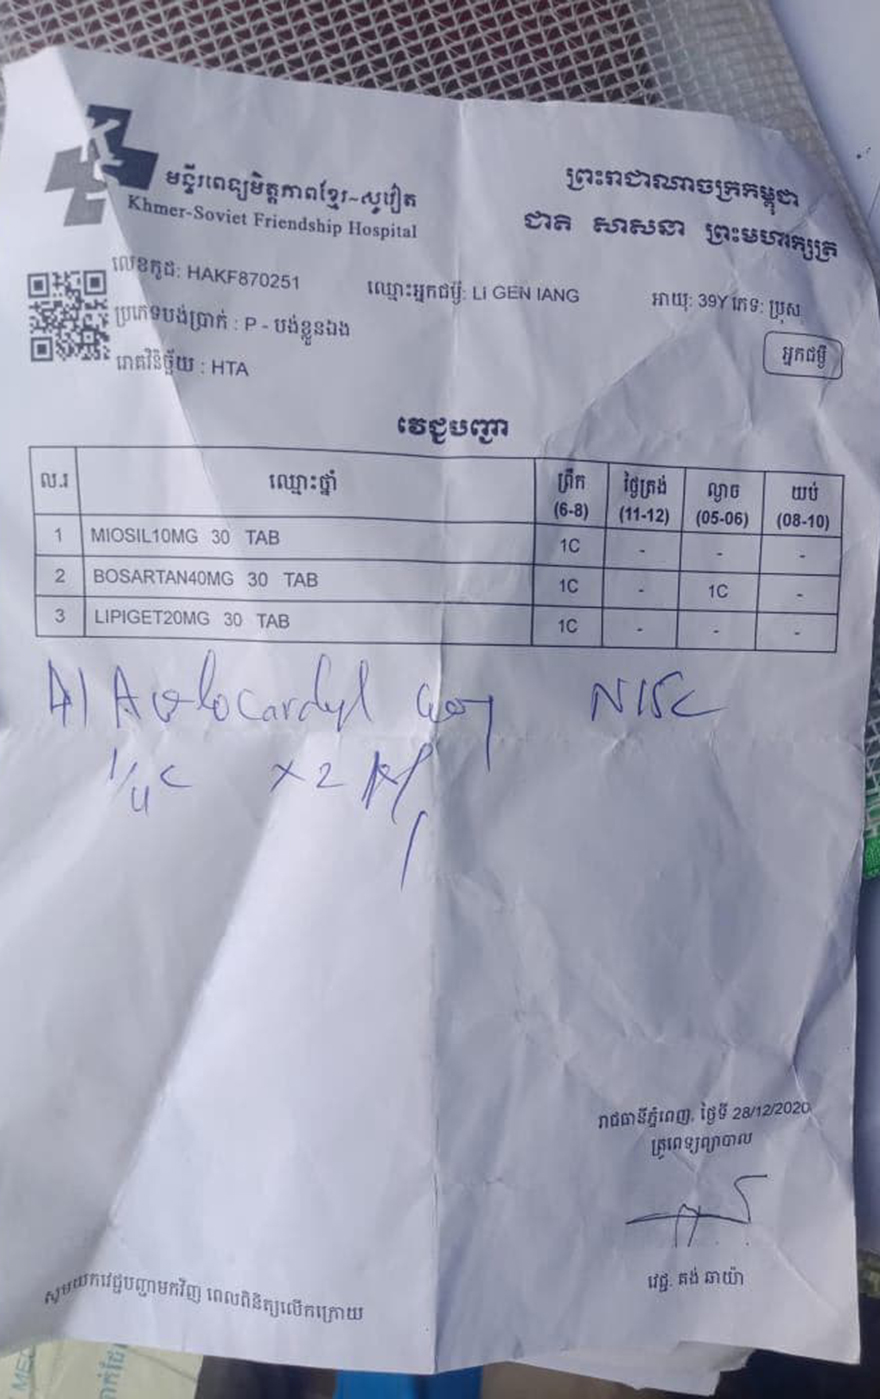 មន្ទីរពេទ្យមិត្តភាពខ្មែរ-សូវៀត
Khmer-Soviet Friendship Hospital
ព្រះរាជាណាចក្រកម្ពុជា
ជាតិ សាសនា ព្រះមហាក្សត្រ
លេខកូដ: HAKF870251 ឈ្មោះអ្នកជម្ងឺ: LI GEN IANG អាយុ: 39Y ភេទ: ប្រុស
ប្រភេទបង់ប្រាក់ : P - បង់ខ្លួនឯង
អ្នកជម្ងឺ
រោគវិនិច្ឆ័យ : HTA
វេជ្ជបញ្ជា
ល.រ ឈ្មោះថ្នាំ ព្រឹក (6-8) ថ្ងៃត្រង់ (11-12) ល្ងាច (05-06) យប់ (08-10)
1 MIOSIL10MG 30 TAB 1C - - -
2 BOSARTAN40MG 30 TAB 1C - 1C -
3 LIPIGET20MG 30 TAB 1C - - -
4/ Avlocardyl N15C
1/4C x 2
រាជធានីភ្នំពេញ, ថ្ងៃទី 28/12/2020
គ្រូពេទ្យព្យាបាល
វេជ្ជ. គង់ ឆាយ៉ា
សូមយកវេជ្ជបញ្ជាមកវិញ ពេលពិនិត្យលើកក្រោយ